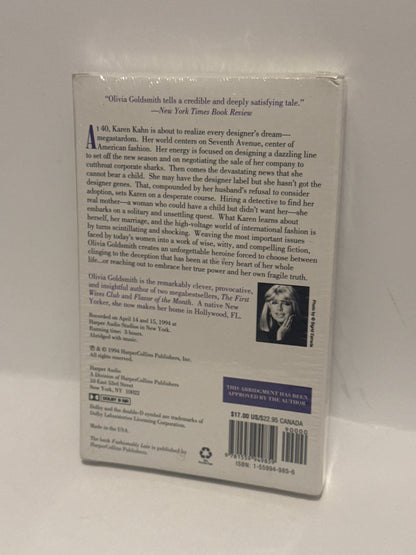 "Olivia Goldsmith tells a credible and deeply satisfying tale."
—New York Times Book Review
At 40, Karen Kahn is about to realize every designer's dream—
megastardom. Her world centers on Seventh Avenue, center of
American fashion. Her energy is focused on designing a dazzling line
to set off the new season and on negotiating the sale of her company to
cutthroat corporate sharks. Then comes the devastating news that she
cannot bear a child. She may have the designer label but she hasn't got the
designer genes. That, compounded by her husband's refusal to consider
adoption, sets Karen on a desperate course. Hiring a detective to find her
real mother—a woman who could have a child but didn't want her—she
embarks on a solitary and unsettling quest. What Karen learns about
herself, her marriage, and the high-voltage world of international fashion is
by turns scintillating and shocking. Weaving the most important issues
faced by today's women into a work of wise, witty, and compelling fiction,
Olivia Goldsmith creates an unforgettable heroine forced to choose between
clinging to the deception that has been at the very heart of her whole
life...or reaching out to embrace her true power and her own fragile truth.
Olivia Goldsmith is the remarkably clever, provocative,
and insightful author of two megabestsellers, The First
Wives Club and Flavor of the Month. A native New
Yorker, she now makes her home in Hollywood, FL.
Photo by ©
Recorded on April 14 and 15, 1994 at
Harper Audio Studios in New York.
Running time: 3 hours.
Abridged with music.
℗ & © 1994 HarperCollins Publishers, Inc.
All rights reserved.
Harper Audio
A Division of HarperCollins Publishers
10 East 53rd Street
New York, NY 10022
DOLBY B NR
Dolby and the double-D symbol are trademarks of
Dolby Laboratories Licensing Corporation.
Made in the USA.
The book Fashionably Late is published by
HarperCollins Publishers.
THIS ABRIDGMENT HAS BEEN
APPROVED BY THE AUTHOR
$17.00 US/$22.95 CANADA
90000
9 781559 949859
ISBN 1-55994-985-6